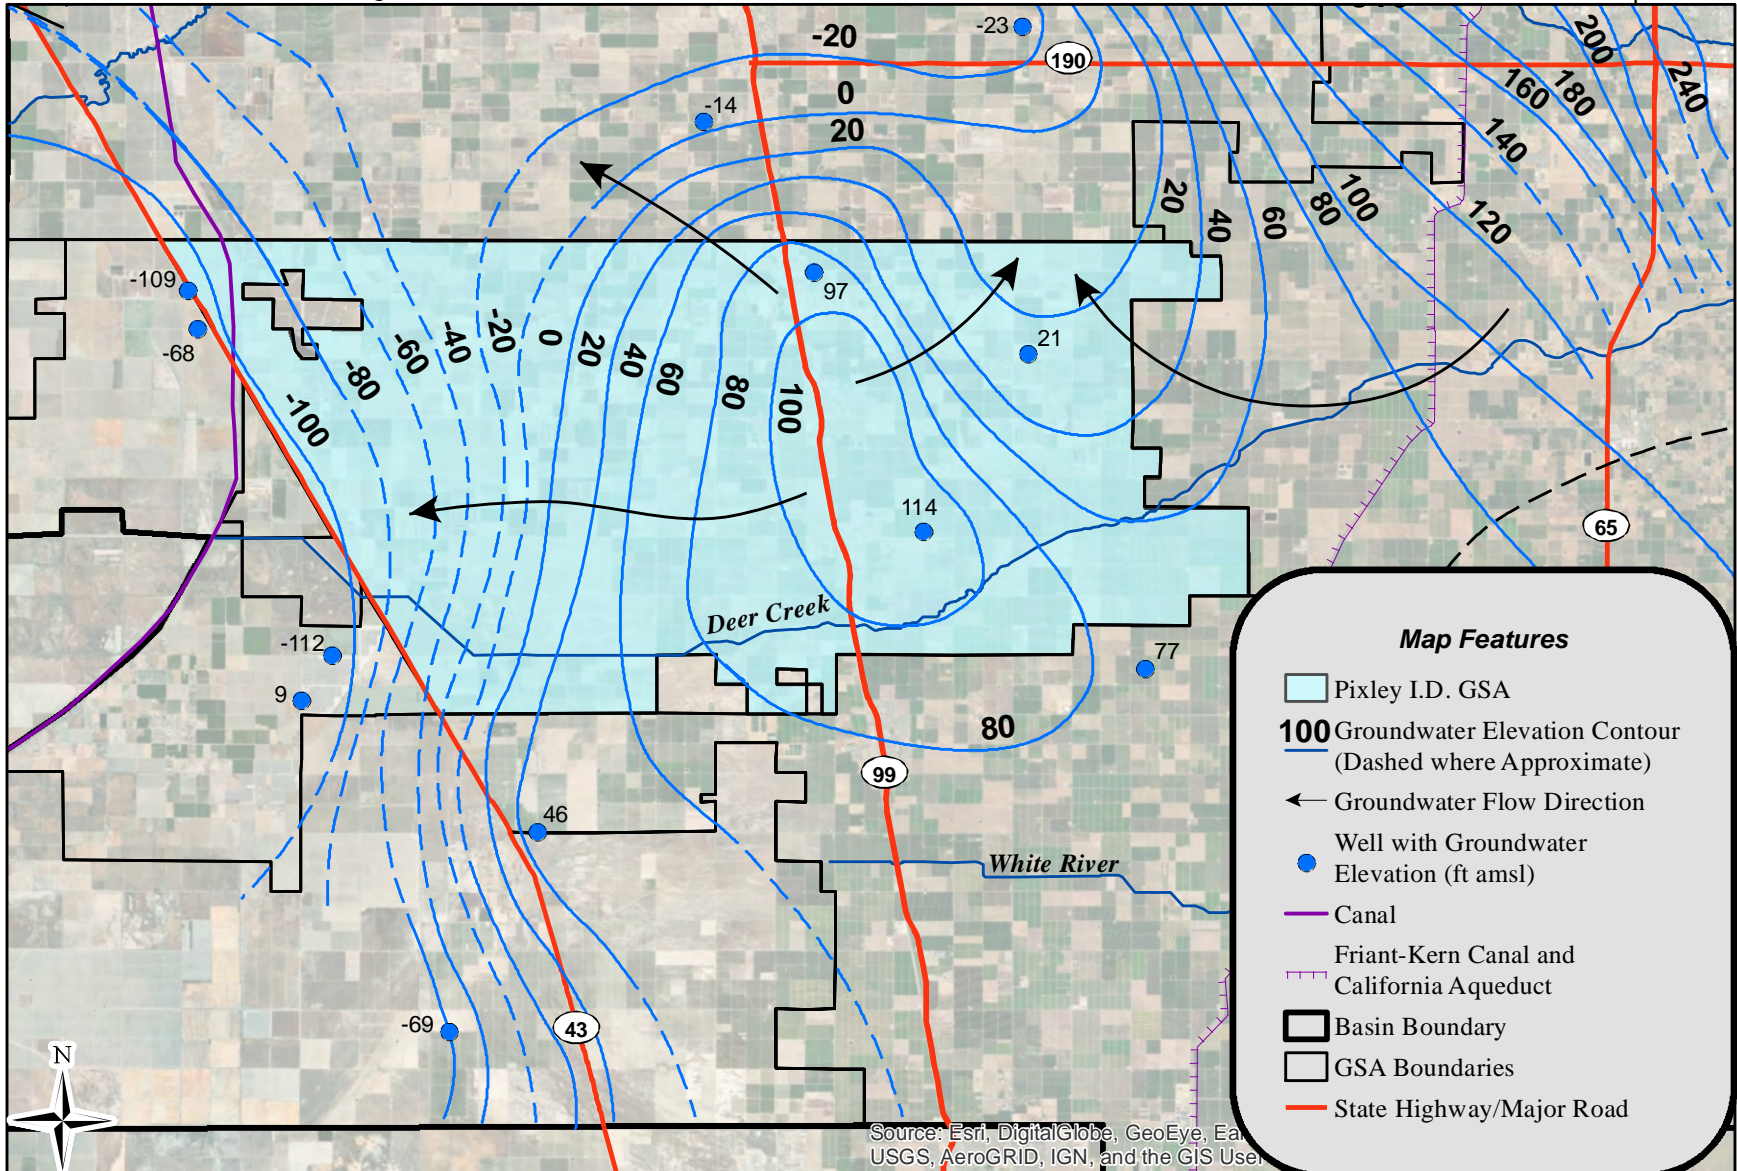 -23
-20
190
200
240
0
-14
160
180
20
140
20
40
60
80
100
120
-109
97
-68
-20
-40
-60
-80
-100
0
20
40
60
80
100
21
114
65
Deer Creek
-112
9
77
80
99
46
White River
-69
43
N
Map Features
Pixley I.D. GSA
100 Groundwater Elevation Contour
(Dashed where Approximate)
Groundwater Flow Direction
Well with Groundwater
Elevation (ft amsl)
Canal
Friant-Kern Canal and
California Aqueduct
Basin Boundary
GSA Boundaries
State Highway/Major Road
Source: Esri, DigitalGlobe, GeoEye,
USGS, AeroGRID, IGN, and the GIS User